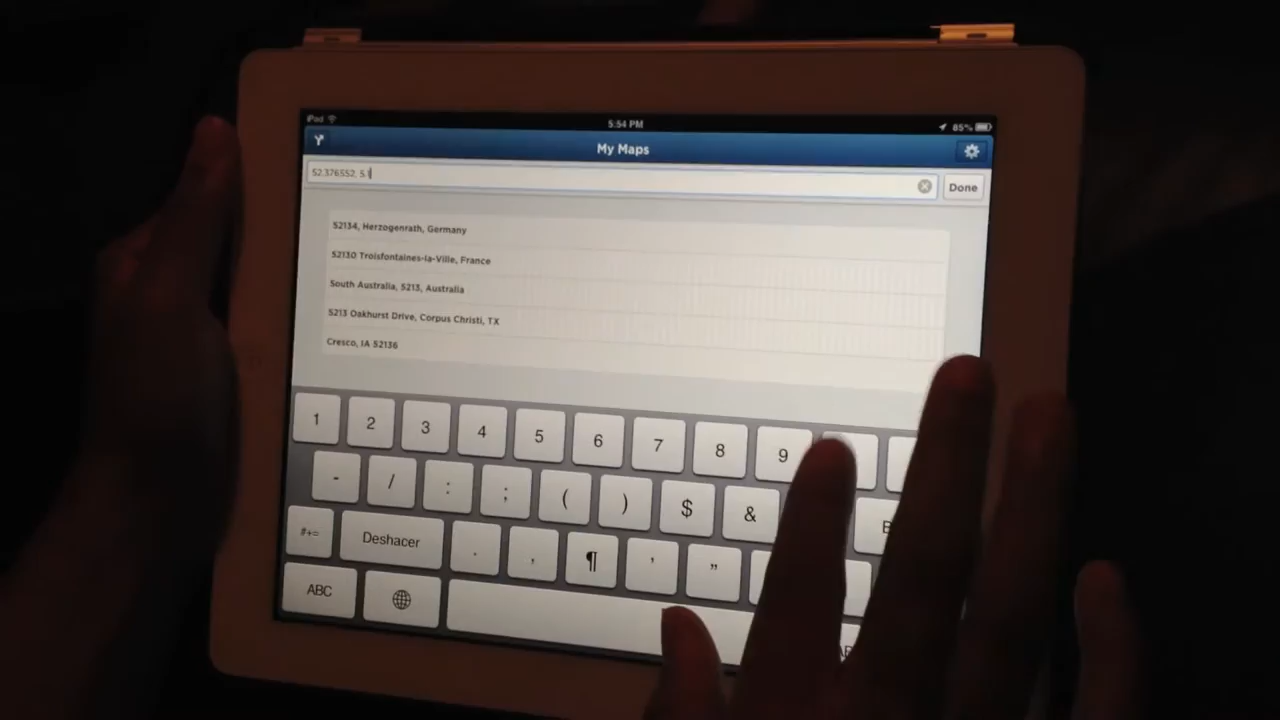 iPad 5:54 PM 85%
My Maps
52.376552, 5.
Done
52134, Herzogenrath, Germany
52130 Troisfontaines-la-Ville, France
South Australia, 5213, Australia
5213 Oakhurst Drive, Corpus Christi, TX
Cresco, IA 52136
1 2 3 4 5 6 7 8 9
- / : ; ( ) $ &
#+= Deshacer . , ¶ ' "
ABC